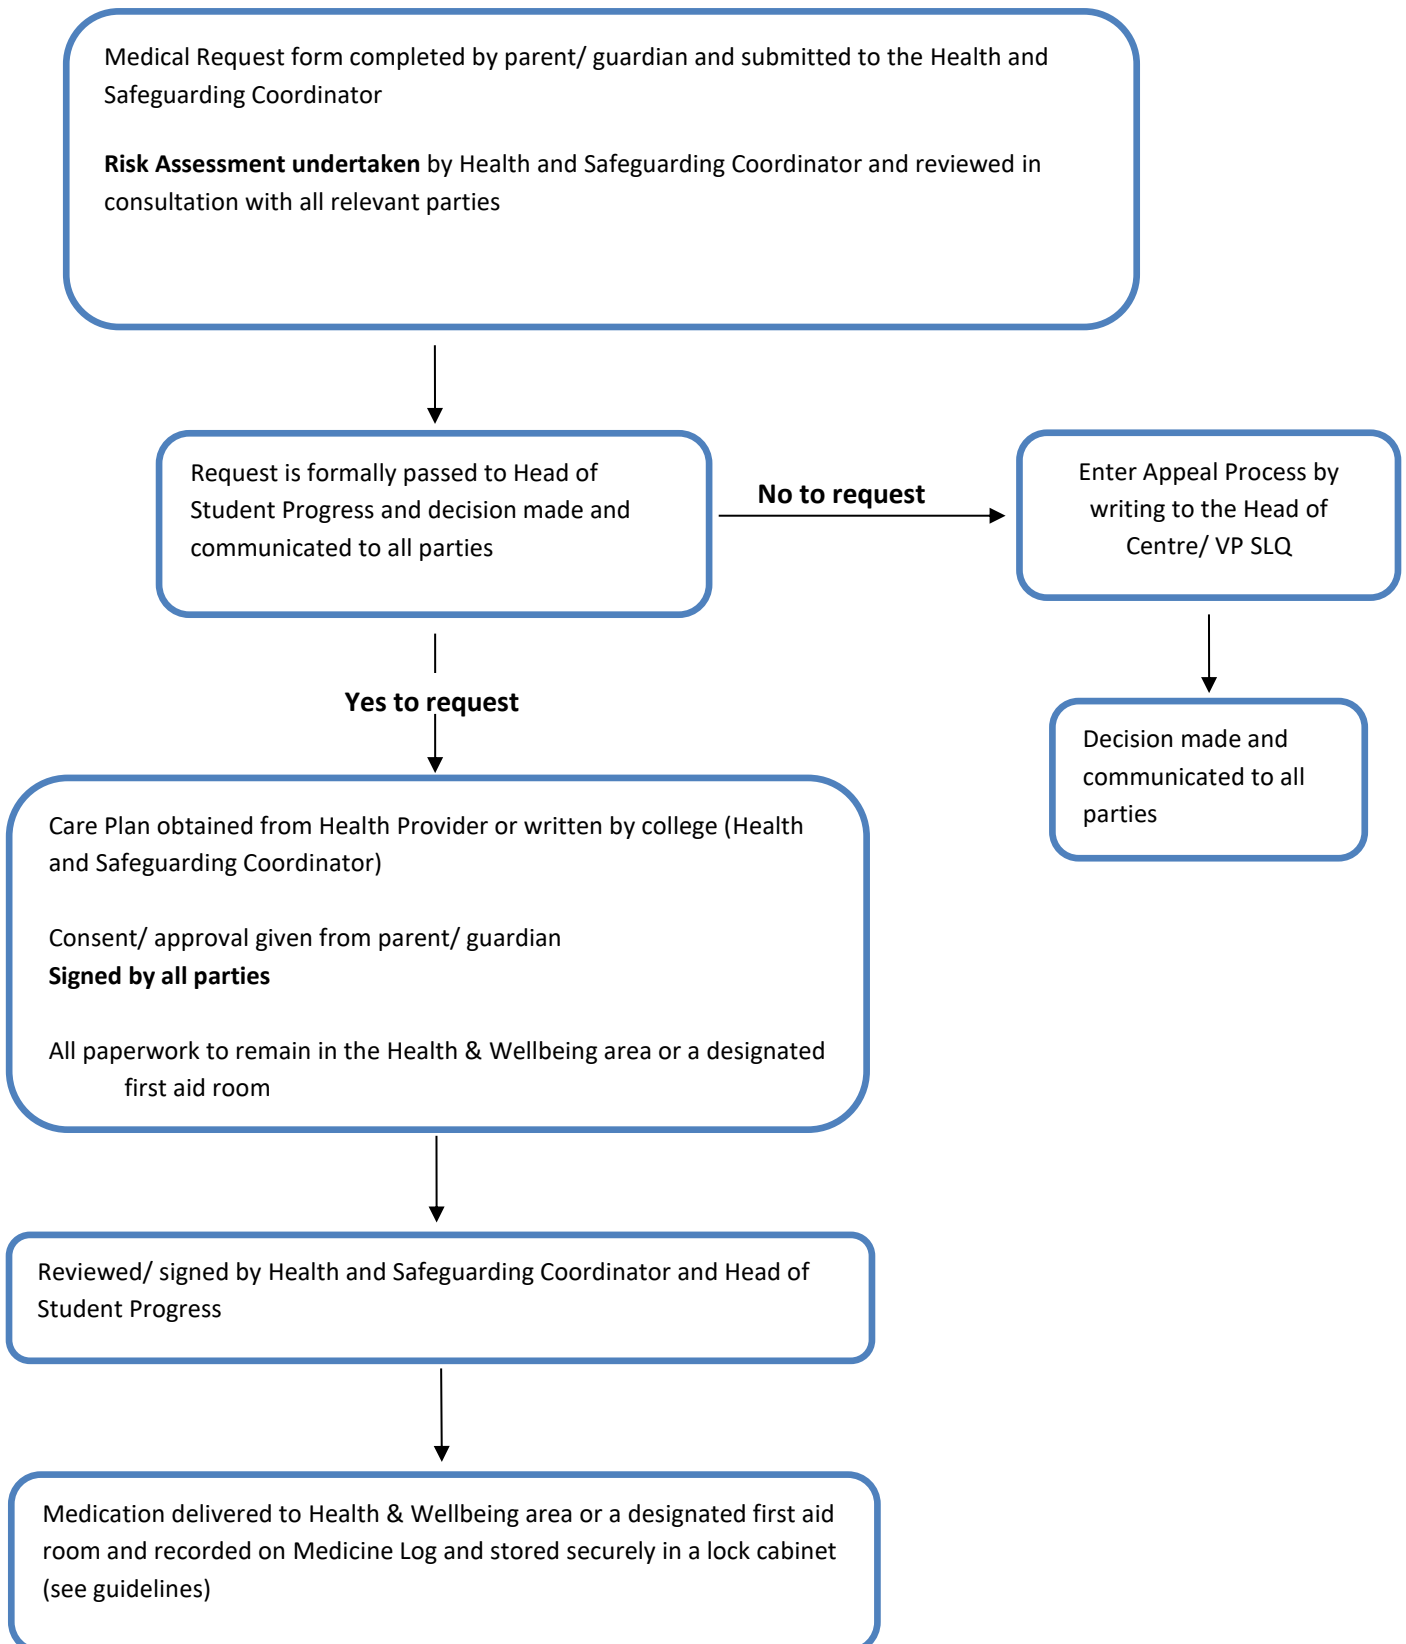 Medical Request form completed by parent/ guardian and submitted to the Health and
Safeguarding Coordinator
Risk Assessment undertaken by Health and Safeguarding Coordinator and reviewed in
consultation with all relevant parties
Request is formally passed to Head of
Student Progress and decision made and
communicated to all parties
No to request
Enter Appeal Process by
writing to the Head of
Centre/ VP SLQ
Yes to request
Decision made and
communicated to all
parties
Care Plan obtained from Health Provider or written by college (Health
and Safeguarding Coordinator)
Consent/ approval given from parent/ guardian
Signed by all parties
All paperwork to remain in the Health & Wellbeing area or a designated
first aid room
Reviewed/ signed by Health and Safeguarding Coordinator and Head of
Student Progress
Medication delivered to Health & Wellbeing area or a designated first aid
room and recorded on Medicine Log and stored securely in a lock cabinet
(see guidelines)